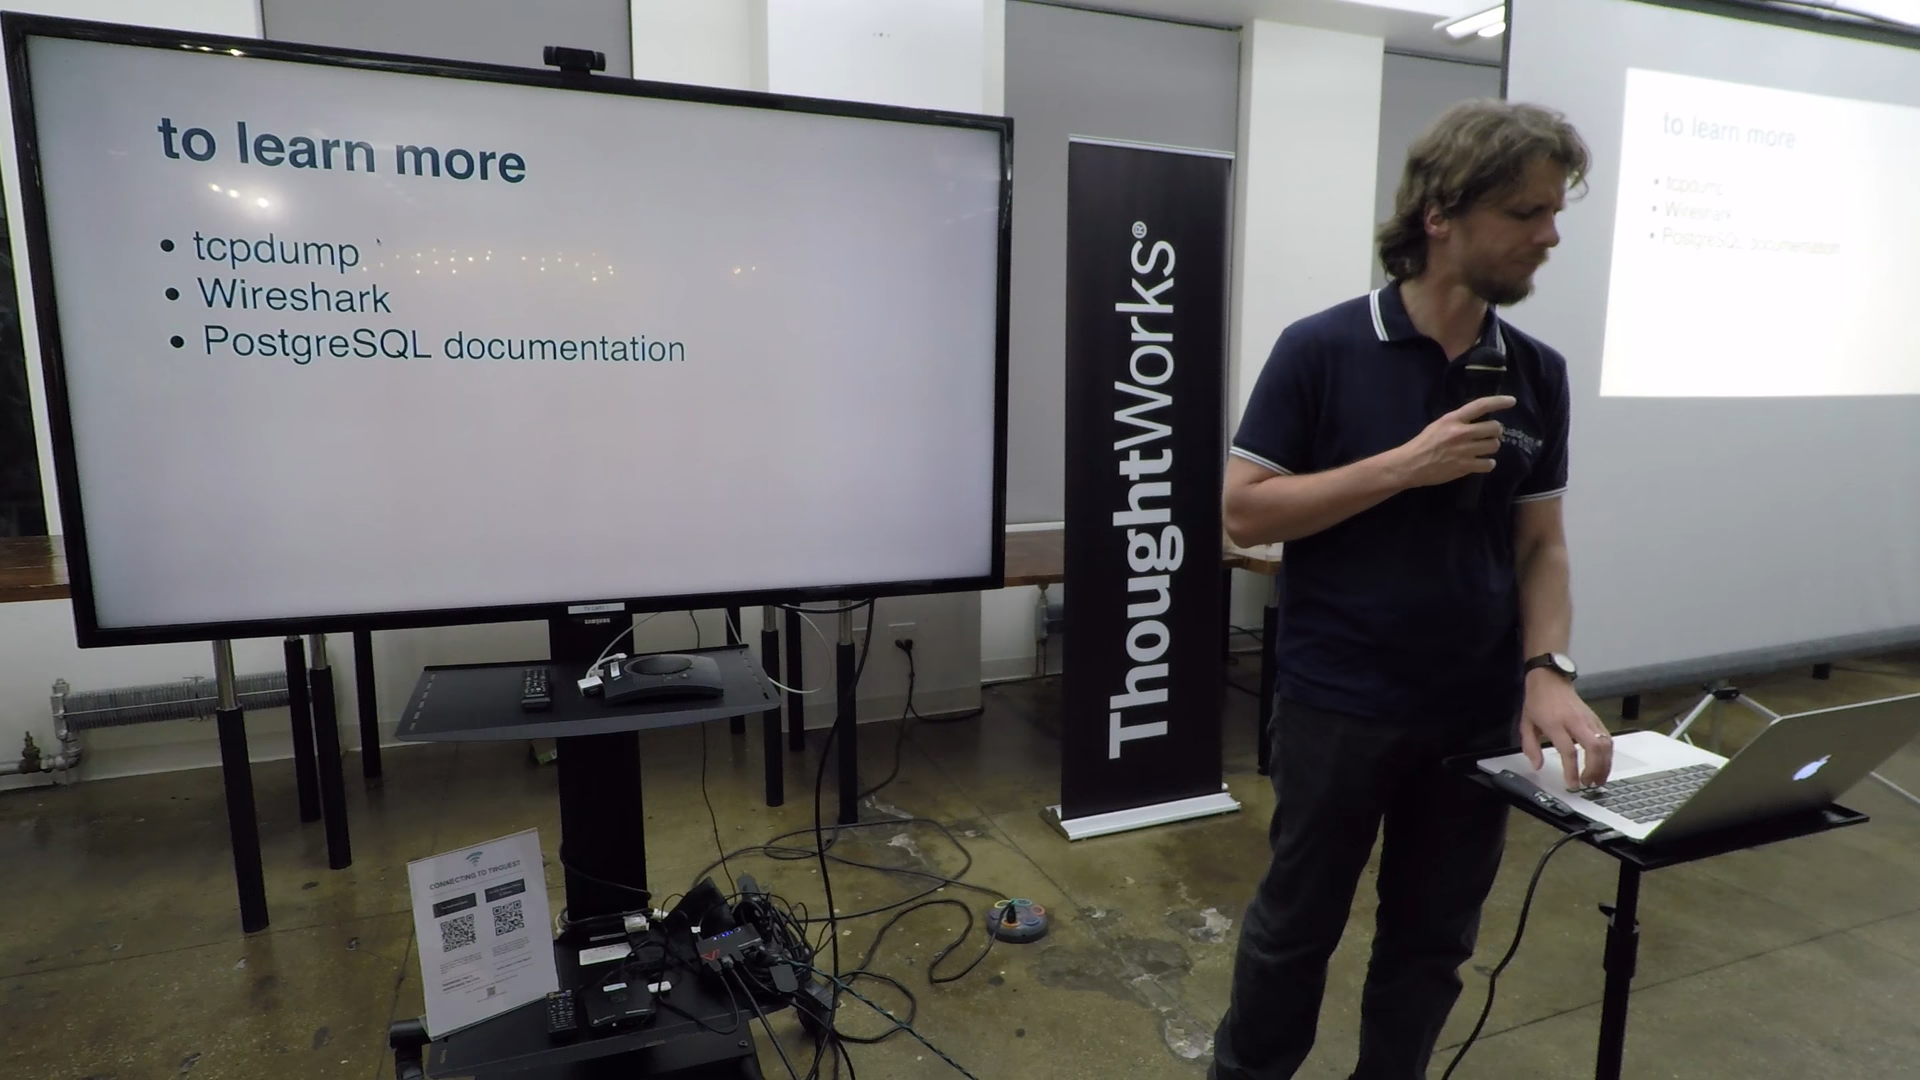 to learn more
• tcpdump
• Wireshark
• PostgreSQL documentation
SAMSUNG
ThoughtWorks®
to learn more
• tcpdump
• Wireshark
• PostgreSQL documentation
CONNECTING TO TWGUEST